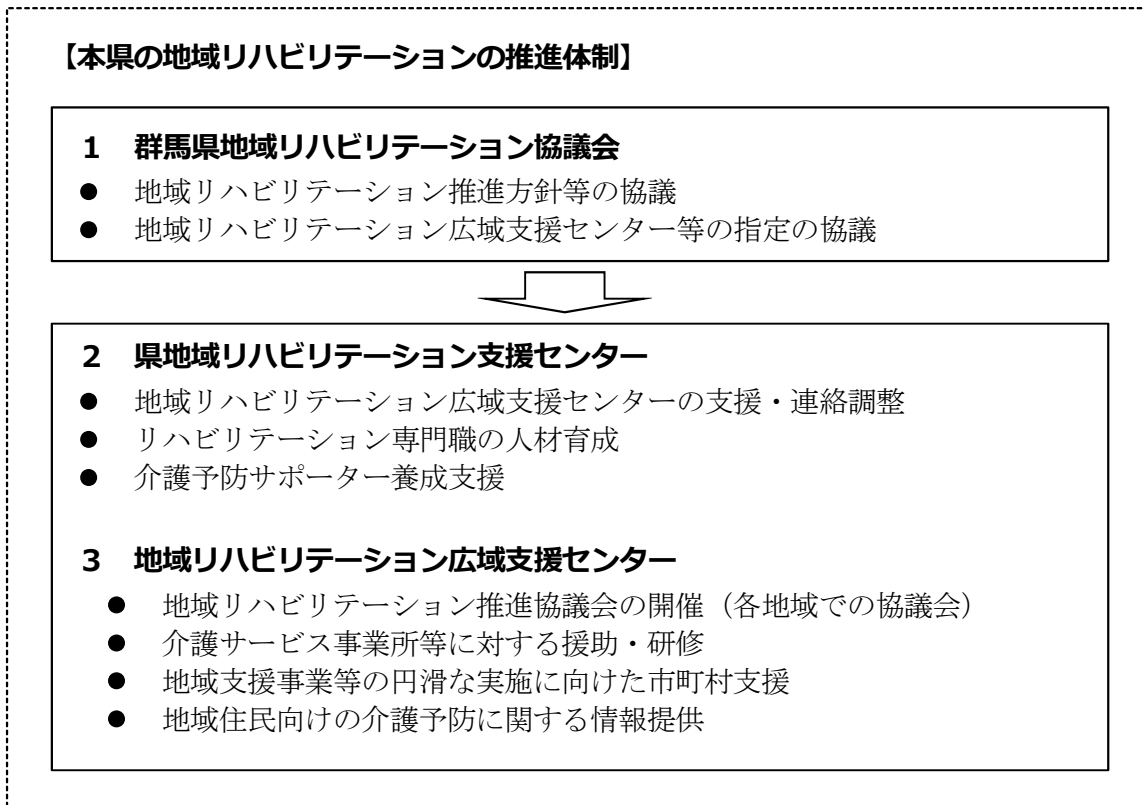 【本県の地域リハビリテーションの推進体制】
1 群馬県地域リハビリテーション協議会
● 地域リハビリテーション推進方針等の協議
● 地域リハビリテーション広域支援センター等の指定の協議
2 県地域リハビリテーション支援センター
● 地域リハビリテーション広域支援センターの支援・連絡調整
● リハビリテーション専門職の人材育成
● 介護予防サポーター養成支援
3 地域リハビリテーション広域支援センター
● 地域リハビリテーション推進協議会の開催（各地域での協議会）
● 介護サービス事業所等に対する援助・研修
● 地域支援事業等の円滑な実施に向けた市町村支援
● 地域住民向けの介護予防に関する情報提供